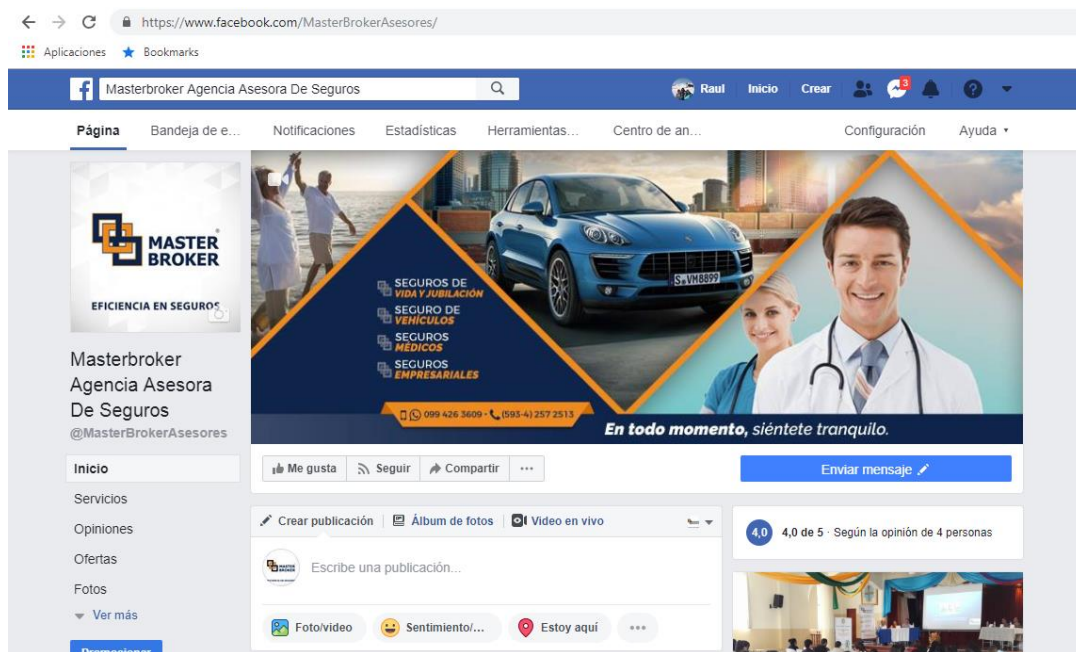 https://www.facebook.com/MasterBrokerAsesores/
Aplicaciones Bookmarks
Masterbroker Agencia Asesora De Seguros
Raul Inicio Crear 3
Página Bandeja de e... Notificaciones Estadísticas Herramientas... Centro de an... Configuración Ayuda
MASTER
BROKER
EFICIENCIA EN SEGUROS
SEGUROS DE
VIDA Y JUBILACIÓN
SEGURO DE
VEHÍCULOS
SEGUROS
MÉDICOS
SEGUROS
EMPRESARIALES
099 426 3609 - (593-4) 257 2513
S VM8899
En todo momento, siéntete tranquilo.
Masterbroker
Agencia Asesora
De Seguros
@MasterBrokerAsesores
Inicio
Servicios
Opiniones
Ofertas
Fotos
Ver más
Promocionar
Me gusta Seguir Compartir ...
Enviar mensaje
Crear publicación Álbum de fotos Video en vivo
MASTER
BROKER
Escribe una publicación...
Foto/video Sentimiento/... Estoy aquí ...
4,0 4,0 de 5 · Según la opinión de 4 personas